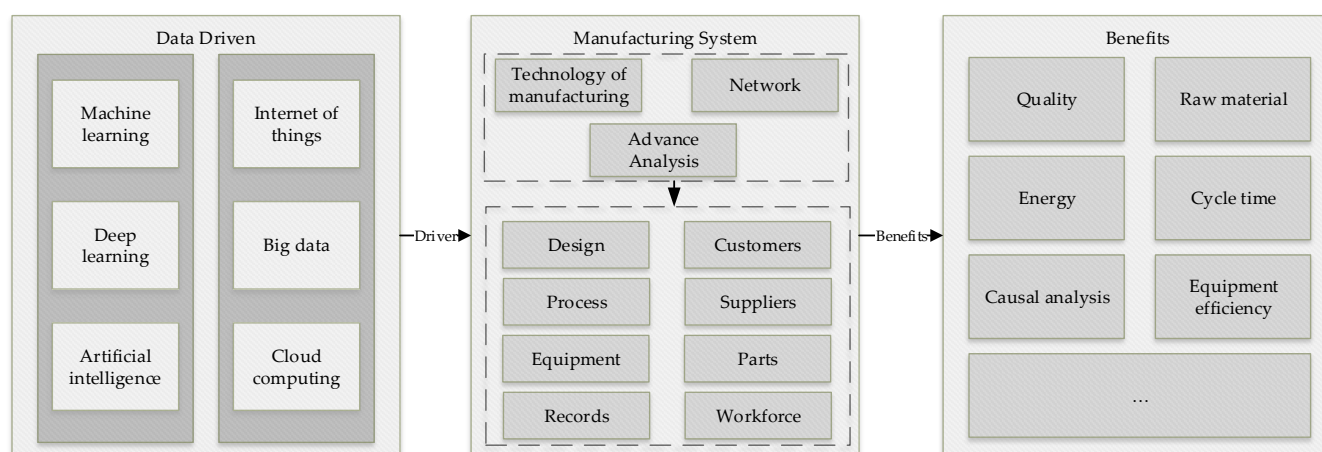 Data Driven
Machine
learning
Deep
learning
Artificial
intelligence
Internet of
things
Big data
Cloud
computing
Driven
Manufacturing System
Technology of
manufacturing
Network
Advance
Analysis
Design
Customers
Process
Suppliers
Equipment
Parts
Records
Workforce
Benefits
Benefits
Quality
Raw material
Energy
Cycle time
Causal analysis
Equipment
efficiency
...